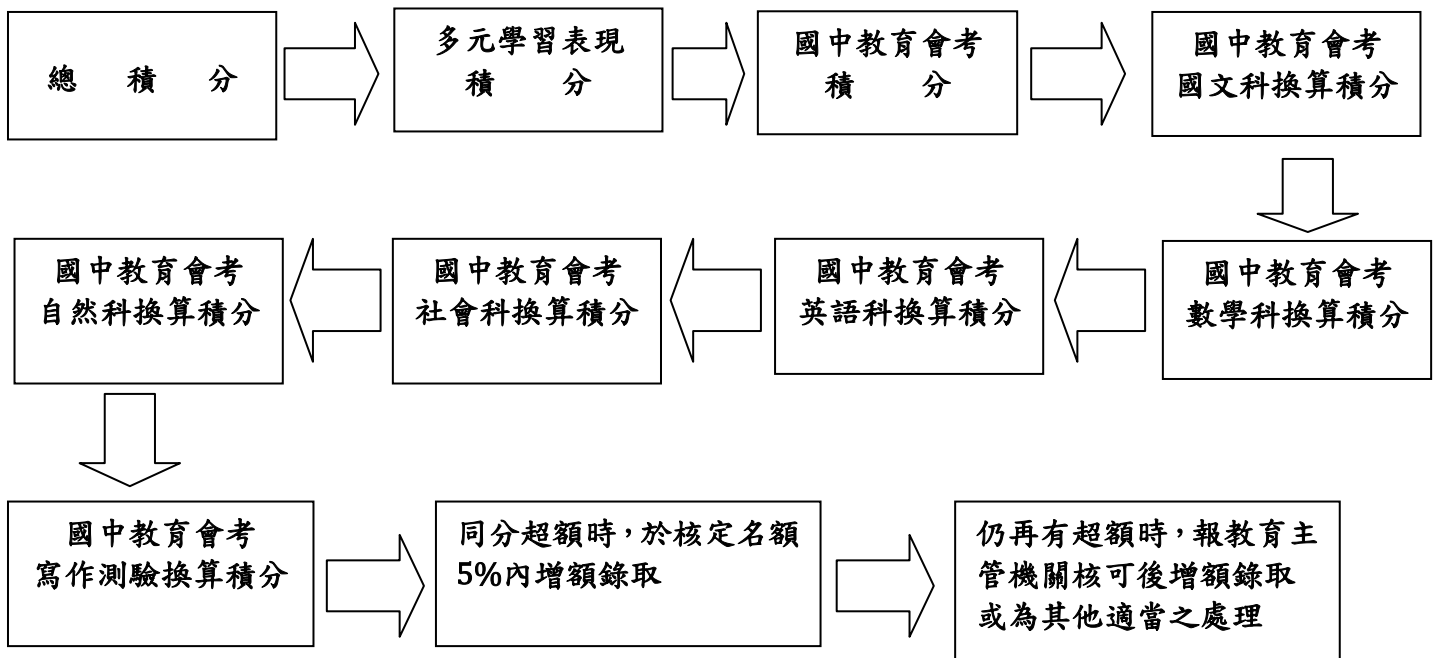 總 積 分
多元學習表現
積 分
國中教育會考
積 分
國中教育會考
國文科換算積分
國中教育會考
數學科換算積分
國中教育會考
英語科換算積分
國中教育會考
社會科換算積分
國中教育會考
自然科換算積分
國中教育會考
寫作測驗換算積分
同分超額時，於核定名額
5%內增額錄取
仍再有超額時，報教育主
管機關核可後增額錄取
或為其他適當之處理